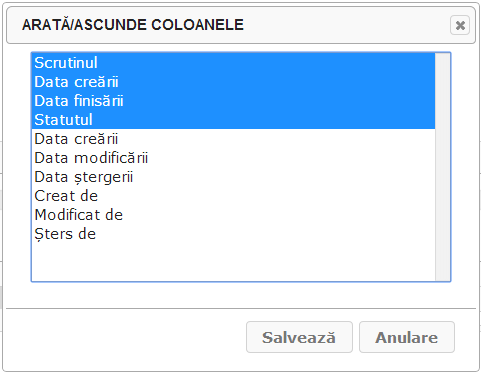 ARATĂ/ASCUNDE COLOANELE
Scrutinul
Data creării
Data finisării
Statutul
Data creării
Data modificării
Data ștergerii
Creat de
Modificat de
Șters de
Salvează Anulare